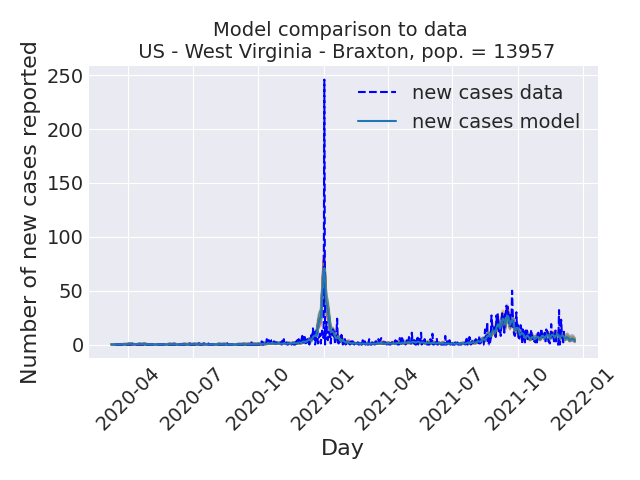 Model comparison to data
US - West Virginia - Braxton, pop. = 13957
Number of new cases reported
250
200
150
100
50
0
new cases data
new cases model
2020-04
2020-07
2020-10
2021-01
2021-04
2021-07
2021-10
2022-01
Day